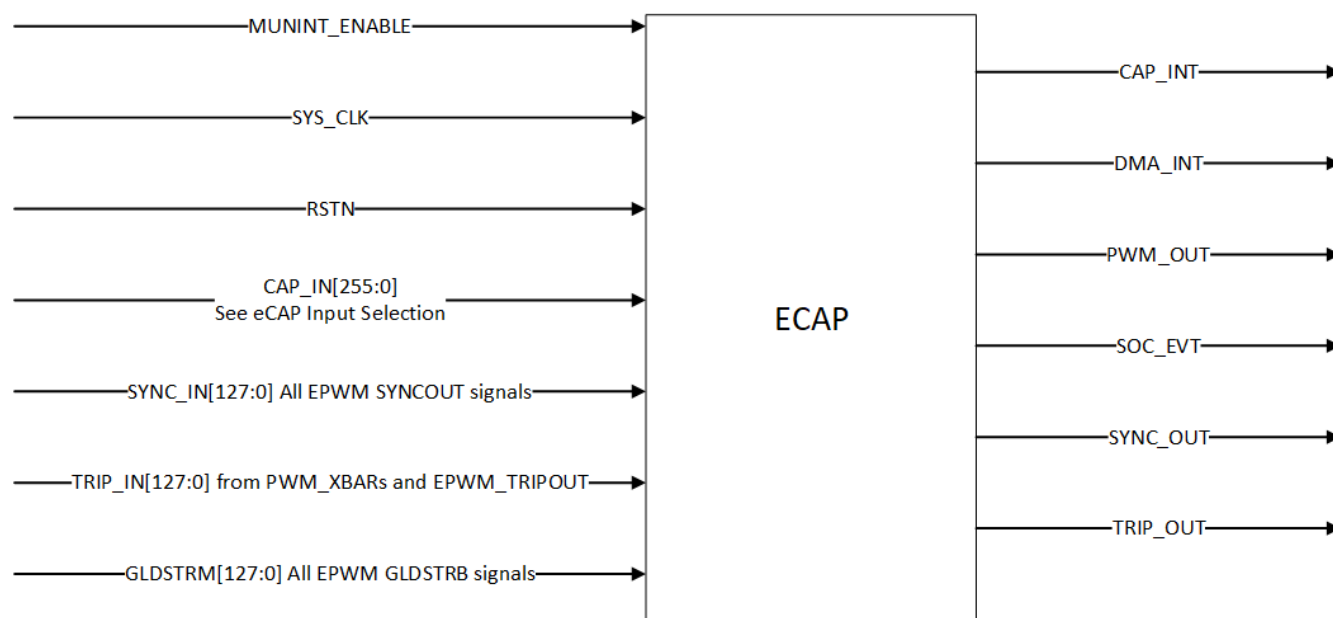 MUNINT_ENABLE
SYS_CLK
RSTN
CAP_IN[255:0]
See eCAP Input Selection
SYNC_IN[127:0] All EPWM SYNCOUT signals
TRIP_IN[127:0] from PWM_XBARs and EPWM_TRIPOUT
GLDSTRM[127:0] All EPWM GLDSTRB signals
ECAP
CAP_INT
DMA_INT
PWM_OUT
SOC_EVT
SYNC_OUT
TRIP_OUT